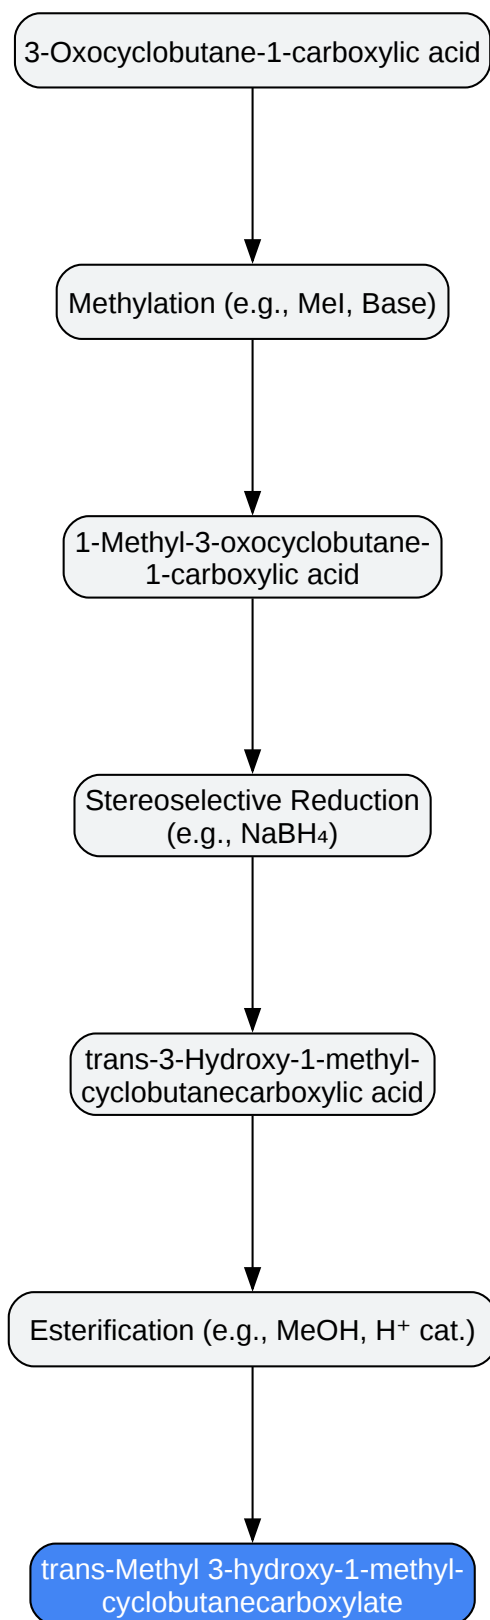 3-Oxocyclobutane-1-carboxylic acid
Methylation (e.g., MeI, Base)
1-Methyl-3-oxocyclobutane-
1-carboxylic acid
Stereoselective Reduction
(e.g., NaBH₄)
trans-3-Hydroxy-1-methyl-
cyclobutanecarboxylic acid
Esterification (e.g., MeOH, H⁺ cat.)
trans-Methyl 3-hydroxy-1-methyl-
cyclobutanecarboxylate